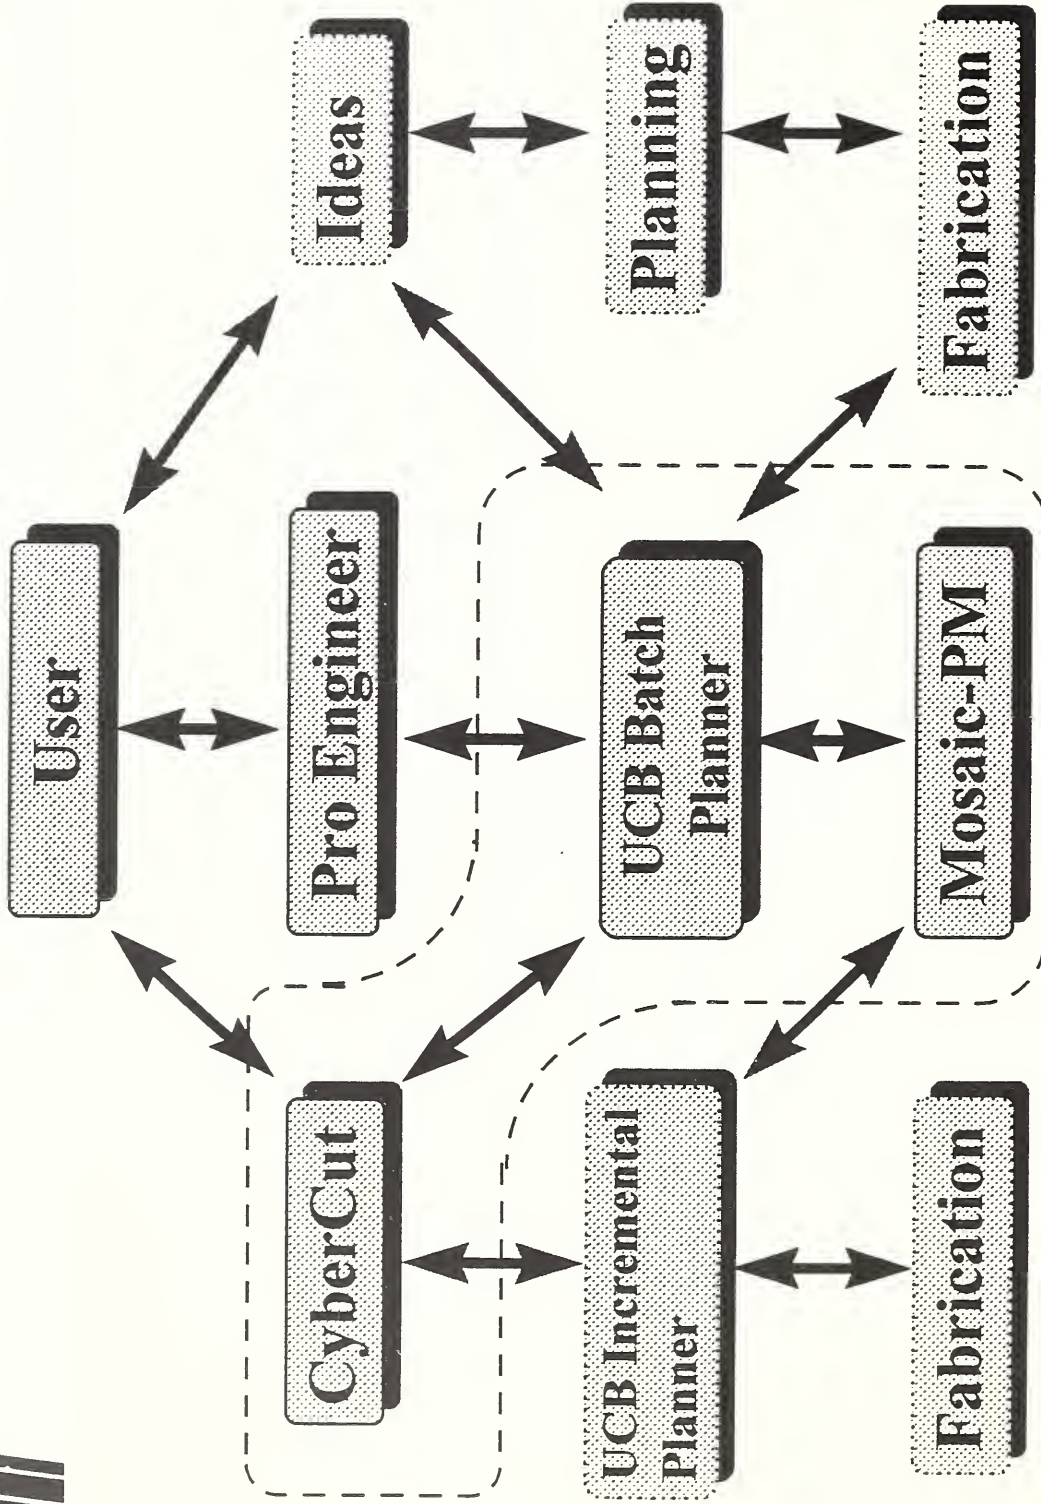 User
CyberCut
Pro Engineer
Ideas
UCB Incremental
Planner
UCB Batch
Planner
Planning
Fabrication
Mosaic-PM
Fabrication